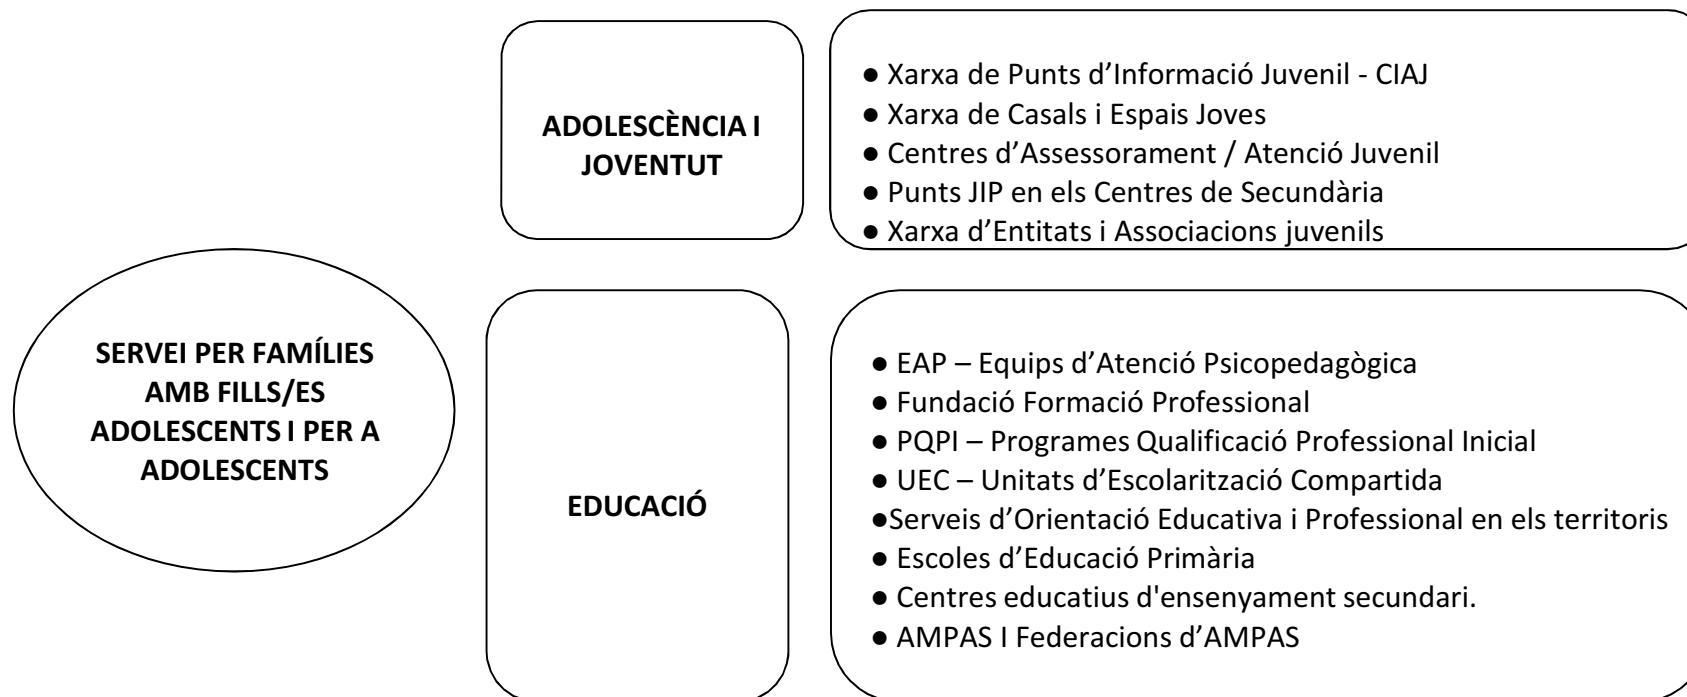 ADOLESCÈNCIA I
JOVENTUT
● Xarxa de Punts d’Informació Juvenil - CIAJ
● Xarxa de Casals i Espais Joves
● Centres d’Assessorament / Atenció Juvenil
● Punts JIP en els Centres de Secundària
● Xarxa d’Entitats i Associacions juvenils
SERVEI PER FAMÍLIES
AMB FILLS/ES
ADOLESCENTS I PER A
ADOLESCENTS
EDUCACIÓ
● EAP – Equips d’Atenció Psicopedagògica
● Fundació Formació Professional
● PQPI – Programes Qualificació Professional Inicial
● UEC – Unitats d’Escolarització Compartida
●Serveis d’Orientació Educativa i Professional en els territoris
● Escoles d’Educació Primària
● Centres educatius d'ensenyament secundari.
● AMPAS I Federacions d’AMPAS